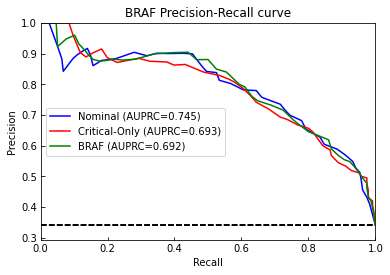 BRAF Precision-Recall curve
1.0
0.9
0.8
0.7
0.6
0.5
0.4
0.3
Precision
Nominal (AUPRC=0.745)
Critical-Only (AUPRC=0.693)
BRAF (AUPRC=0.692)
0.0 0.2 0.4 0.6 0.8 1.0
Recall